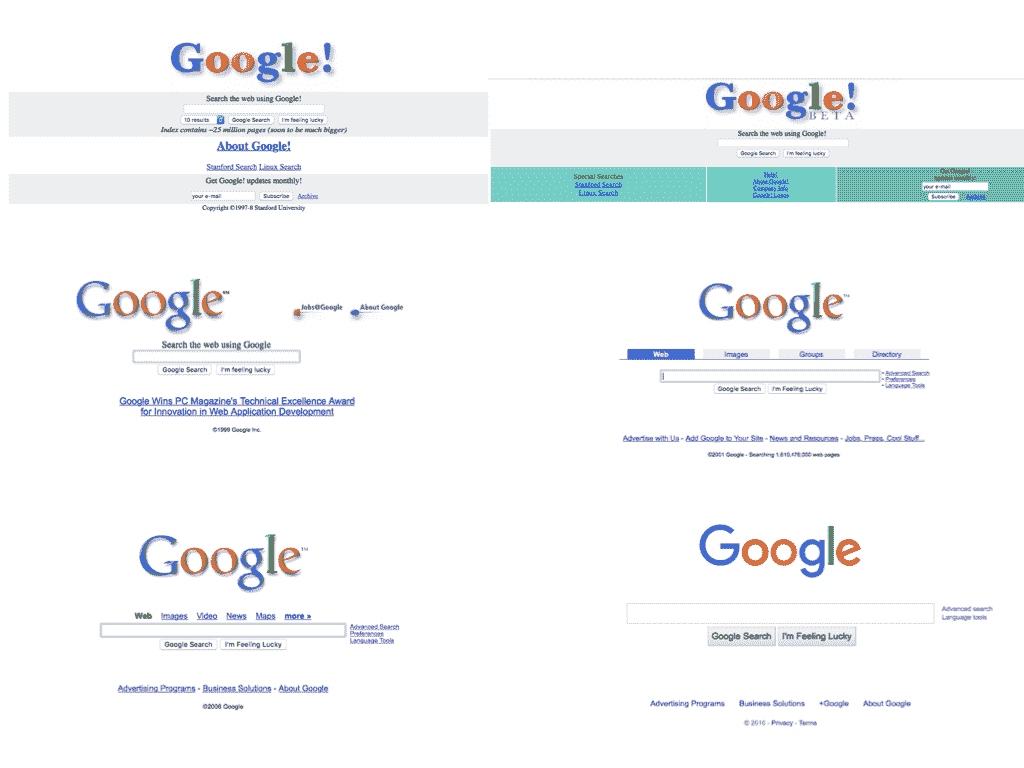 Google!
Search the web using Google!
10 results Google Search I'm feeling lucky
Index contains ~25 million pages (soon to be much bigger)
About Google!
Stanford Search Linux Search
Get Google! updates monthly!
your e-mail Subscribe Archive
Copyright ©1997-8 Stanford University
Google!
BETA
Search the web using Google!
Google Search I'm feeling lucky
Special Searches
Stanford Search
Linux Search
Help!
About Google!
Company Info
Google! Logos
your e-mail
Subscribe Archive
Google™
Jobs@Google About Google
Search the web using Google
Google Search I'm feeling lucky
Google Wins PC Magazine's Technical Excellence Award
for Innovation in Web Application Development
©1999 Google Inc.
Google™
Web Images Groups Directory
• Advanced Search
• Preferences
• Language Tools
Google Search I'm Feeling Lucky
Advertise with Us - Add Google to Your Site - News and Resources - Jobs, Press, Cool Stuff...
©2001 Google - Searching 1,610,476,000 web pages
Google™
Web Images Video News Maps more »
Advanced Search
Preferences
Language Tools
Google Search I'm Feeling Lucky
Advertising Programs - Business Solutions - About Google
©2006 Google
Google
Advanced search
Language tools
Google Search I'm Feeling Lucky
Advertising Programs Business Solutions +Google About Google
© 2016 - Privacy - Terms